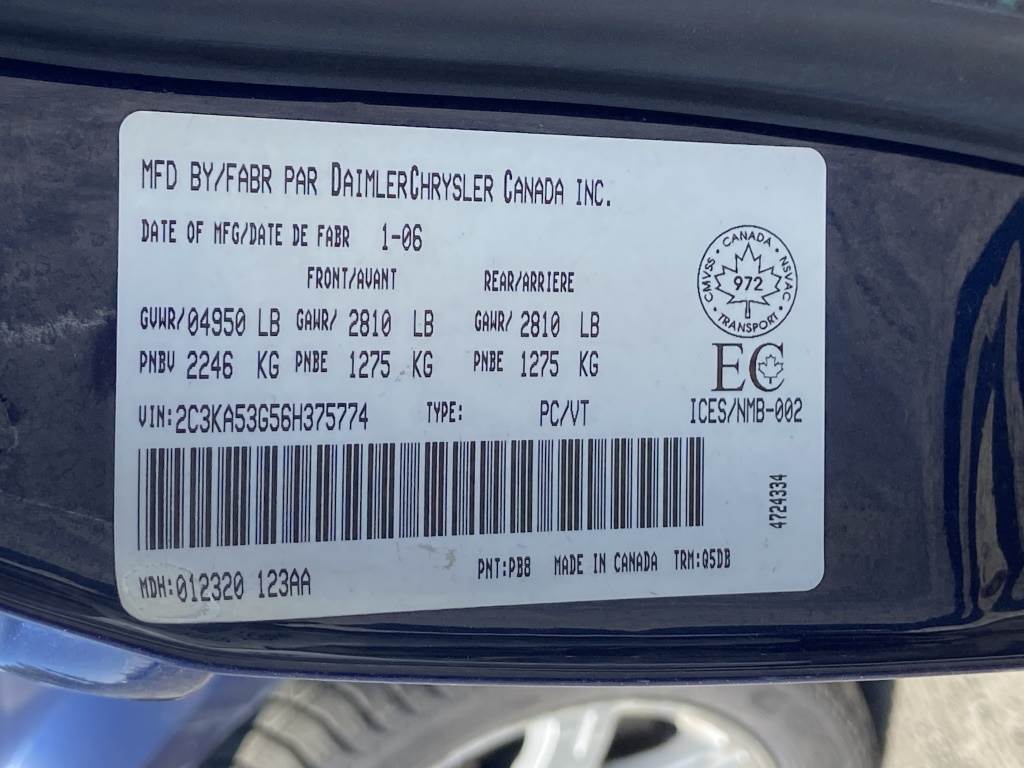 MFD BY/FABR PAR DAIMLERCHRYSLER CANADA INC.
DATE OF MFG/DATE DE FABR 1-06
FRONT/AVANT REAR/ARRIERE
GVWR/04950 LB GAWR/ 2810 LB GAWR/ 2810 LB
PNBV 2246 KG PNBE 1275 KG PNBE 1275 KG
CANADA
CMVSS 972 NSVAC
TRANSPORT
EC
VIN:2C3KA53G56H375774 TYPE: PC/VT ICES/NMB-002
4724334
MDH:012320 123AA PNT:PB8 MADE IN CANADA TRM:Q5DB